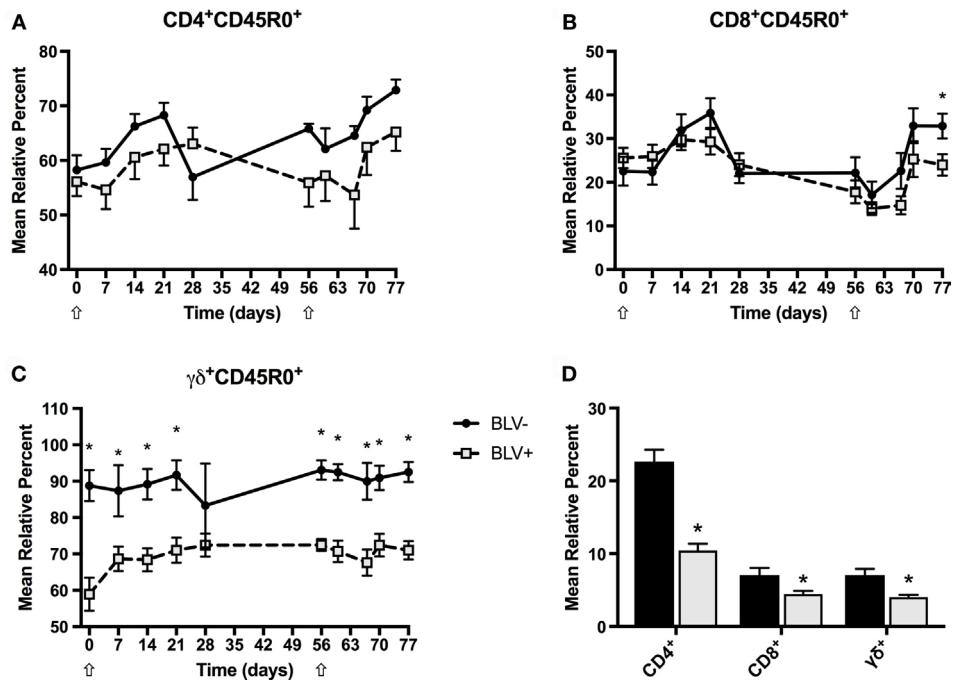 A
CD4⁺CD45R0⁺
Mean Relative Percent
80
70
60
50
40
0 7 14 21 28 35 42 49 56 63 70 77
⇧ Time (days) ⇧
B
CD8⁺CD45R0⁺
Mean Relative Percent
50
40
30
20
10
0
*
0 7 14 21 28 35 42 49 56 63 70 77
⇧ Time (days) ⇧
C
γδ⁺CD45R0⁺
Mean Relative Percent
110
100
90
80
70
60
50
* * * * * * * * *
0 7 14 21 28 35 42 49 56 63 70 77
⇧ Time (days) ⇧
BLV-
BLV+
D
Mean Relative Percent
30
20
10
0
* * *
CD4⁺ CD8⁺ γδ⁺